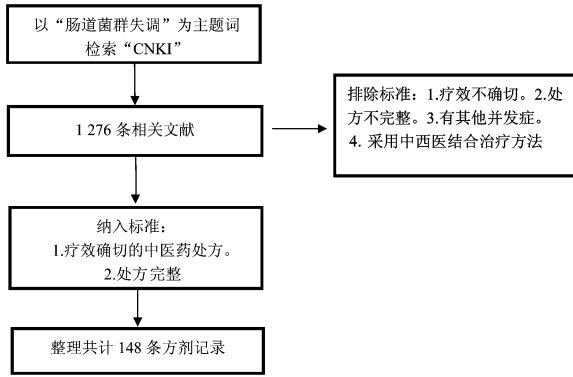 以“肠道菌群失调”为主题词
检索“CNKI”
1 276 条相关文献
排除标准：1.疗效不确切。2.处
方不完整。3.有其他并发症。
4. 采用中西医结合治疗方法
纳入标准：
1.疗效确切的中医药处方。
2.处方完整
整理共计 148 条方剂记录